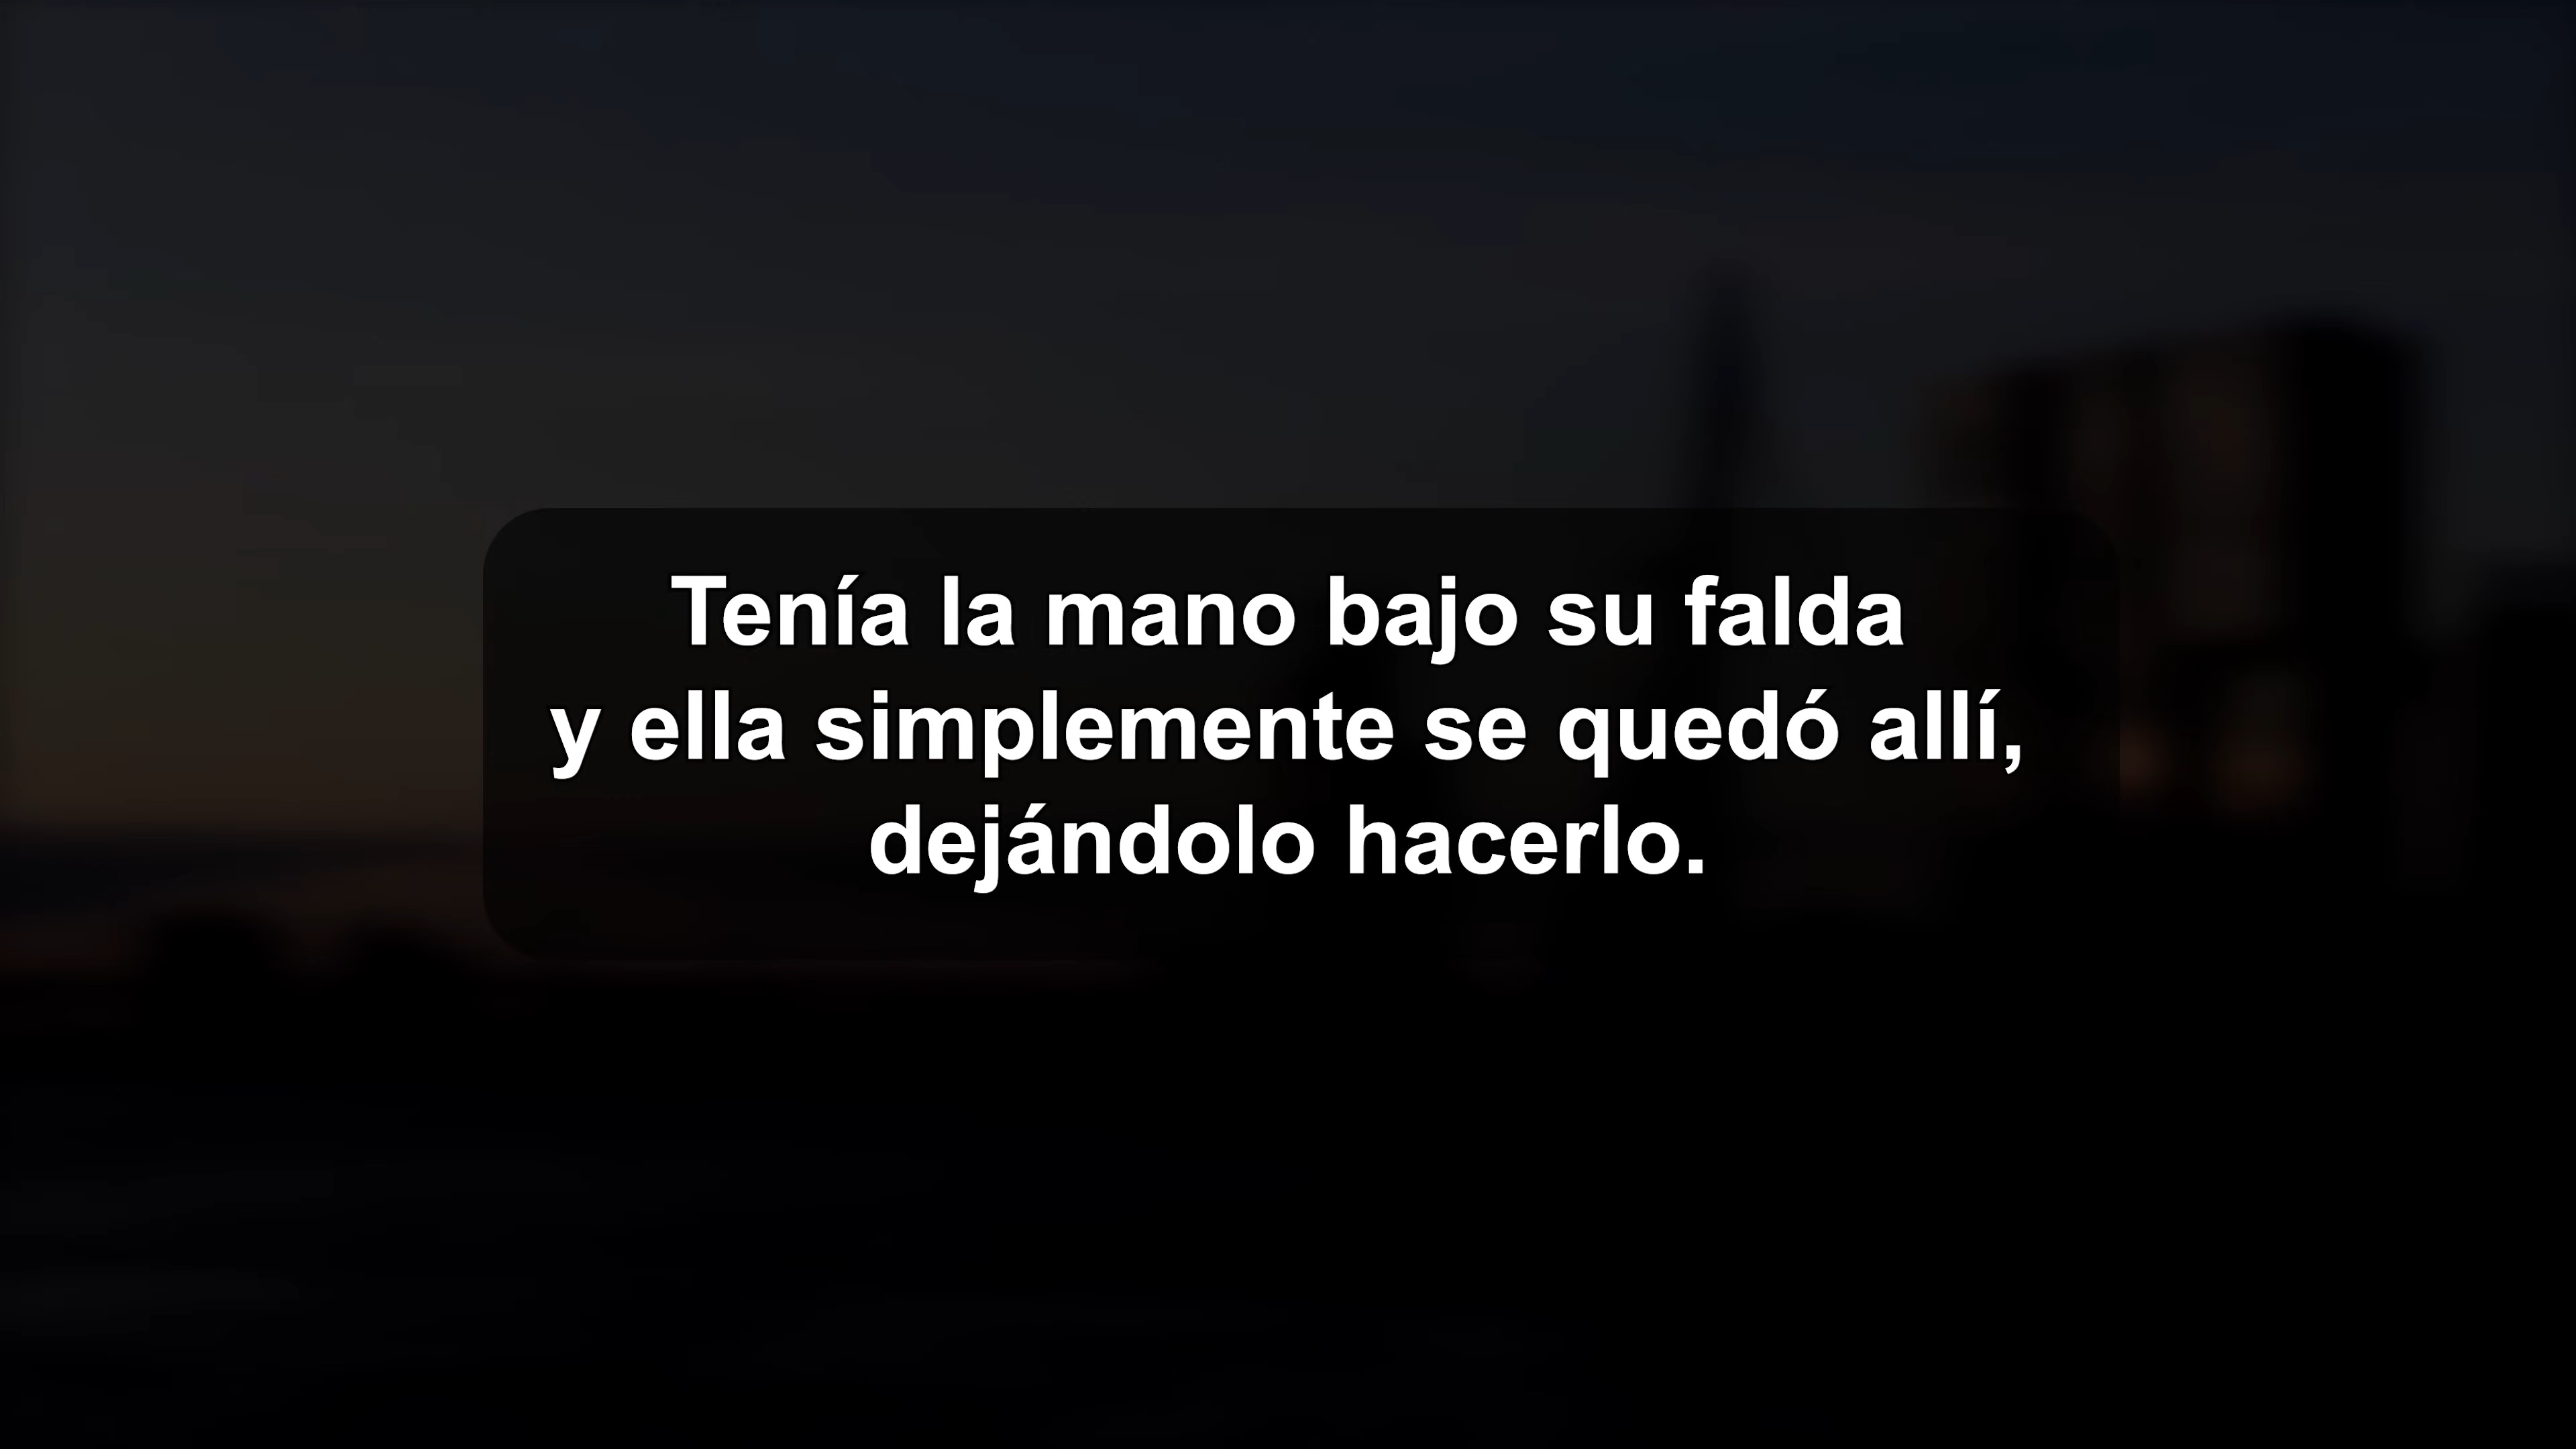 Tenía la mano bajo su falda
y ella simplemente se quedó allí,
dejándolo hacerlo.